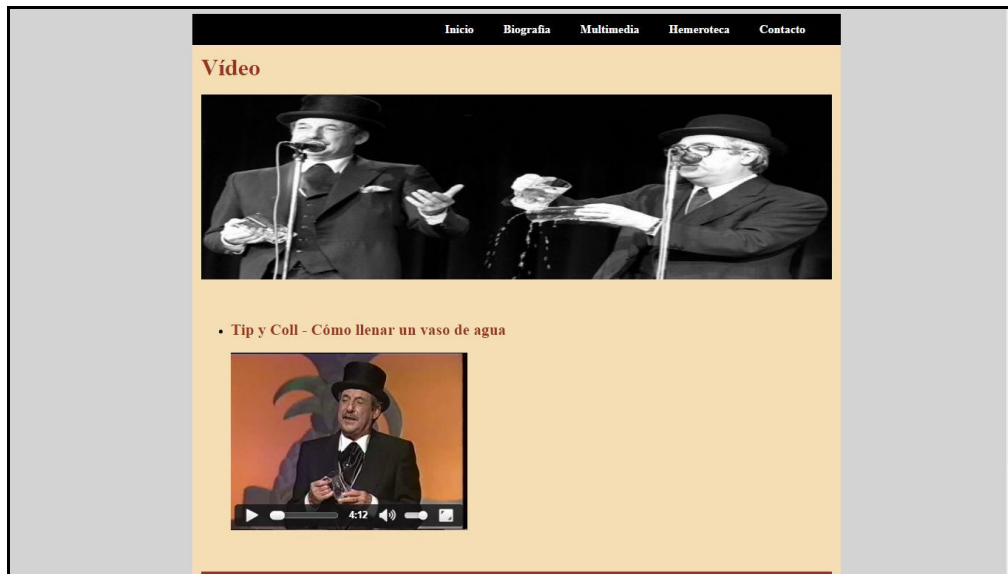 Inicio Biografia Multimedia Hemeroteca Contacto
Vídeo
Tip y Coll - Cómo llenar un vaso de agua
4:12